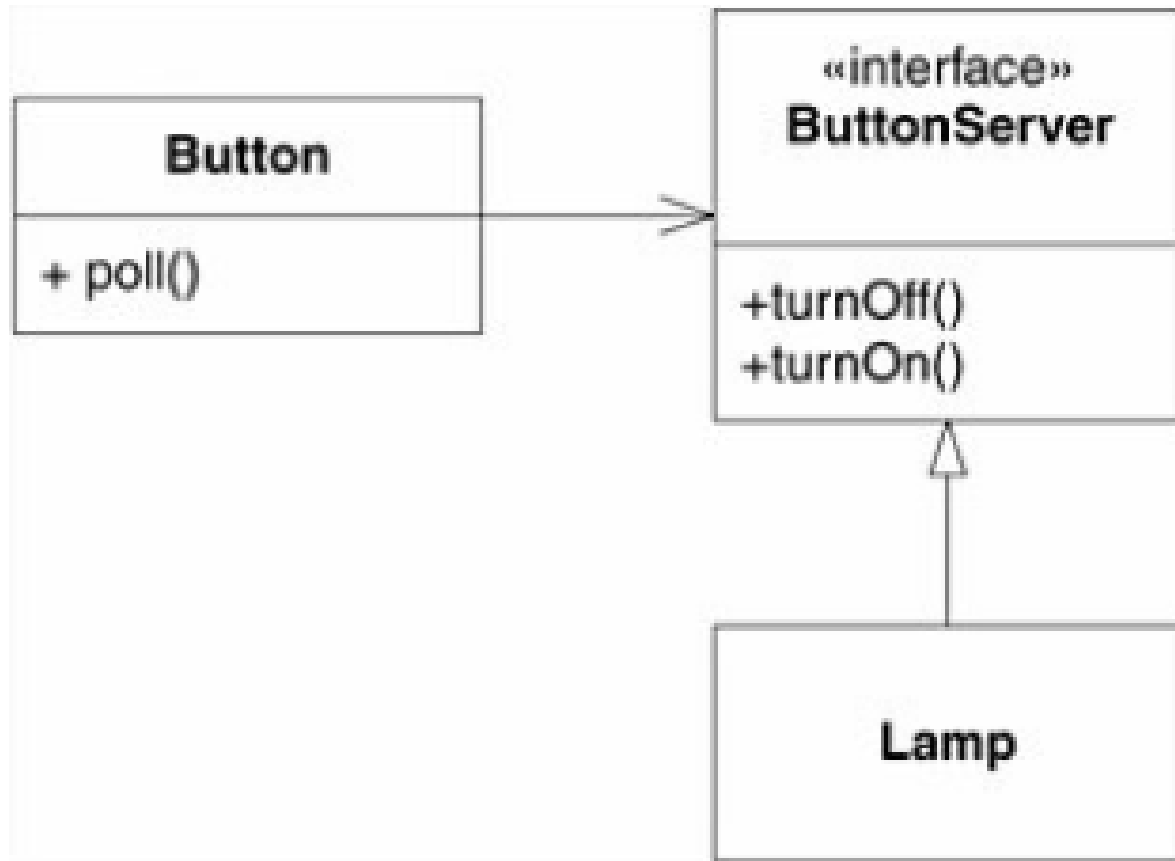 Button
+ poll()
«interface»
ButtonServer
+turnOff()
+turnOn()
Lamp